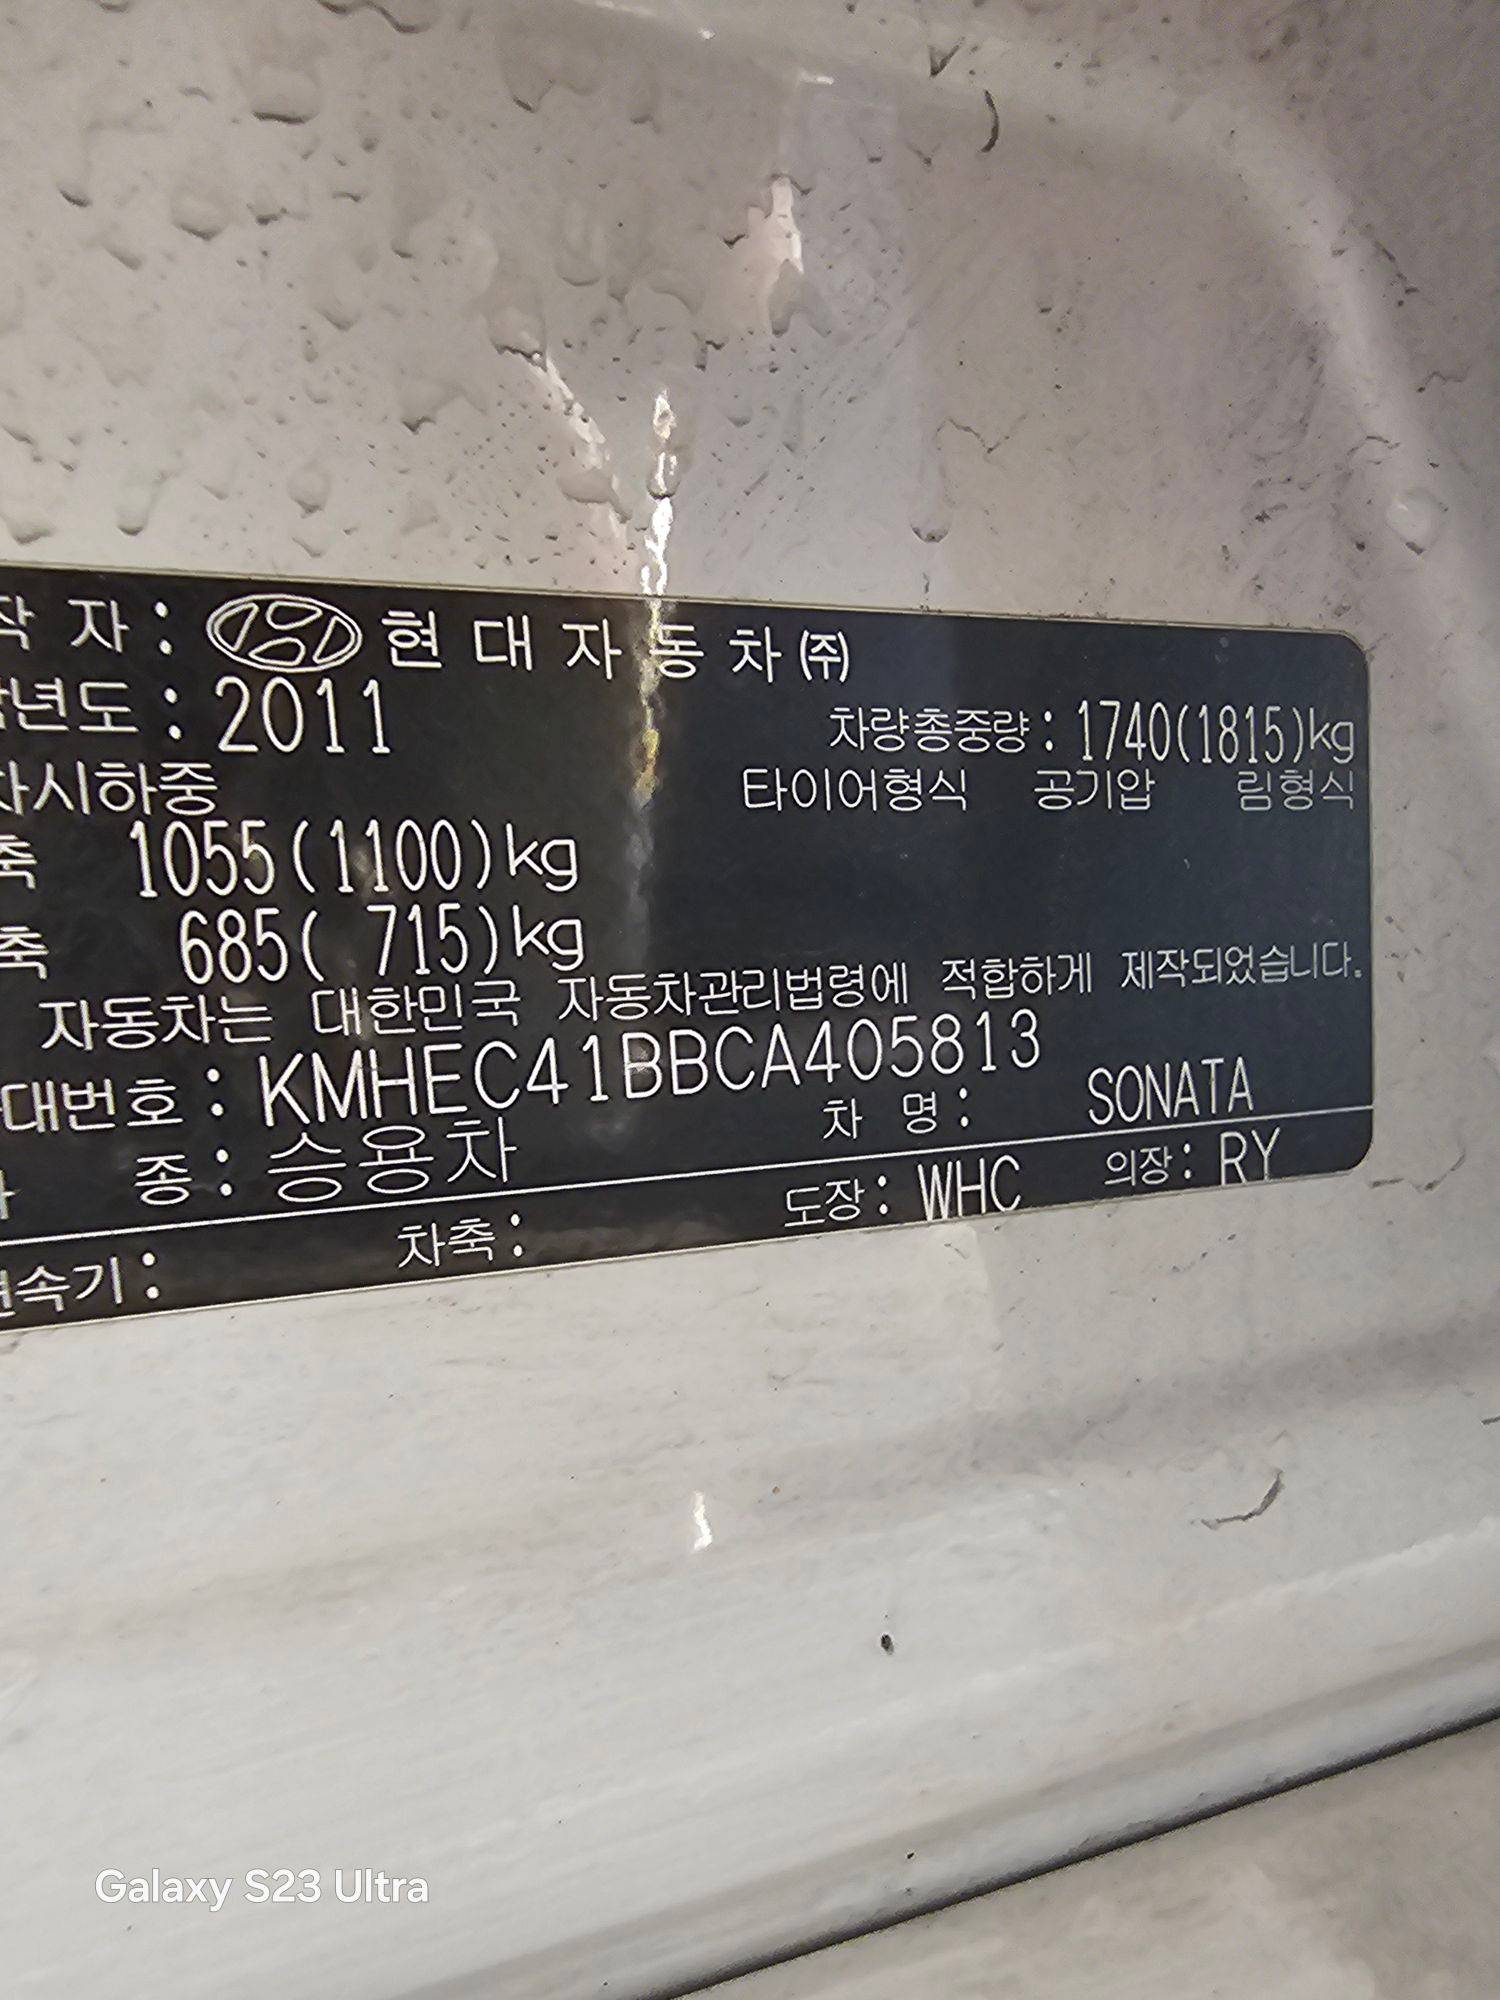 작 자 : 현 대 자 동 차 ㈜
년도 : 2011
차량총중량 : 1740(1815)kg
차시하중
타이어형식 공기압 림형식
축 1055(1100)kg
축 685( 715)kg
자동차는 대한민국 자동차관리법령에 적합하게 제작되었습니다.
대번호 : KMHEC41BBCA405813
종 : 승용차 차 명 : SONATA
변속기 : 차축 : 도장 : WHC 의장 : RY
Galaxy S23 Ultra